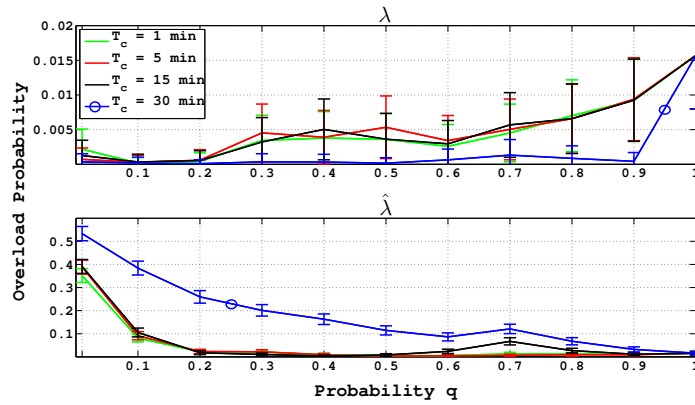 λ
0.02
0.015
0.01
0.005
T_c = 1 min
T_c = 5 min
T_c = 15 min
T_c = 30 min
0.1 0.2 0.3 0.4 0.5 0.6 0.7 0.8 0.9 1
Overload Probability
λ̂
0.5
0.4
0.3
0.2
0.1
0.1 0.2 0.3 0.4 0.5 0.6 0.7 0.8 0.9 1
Probability q